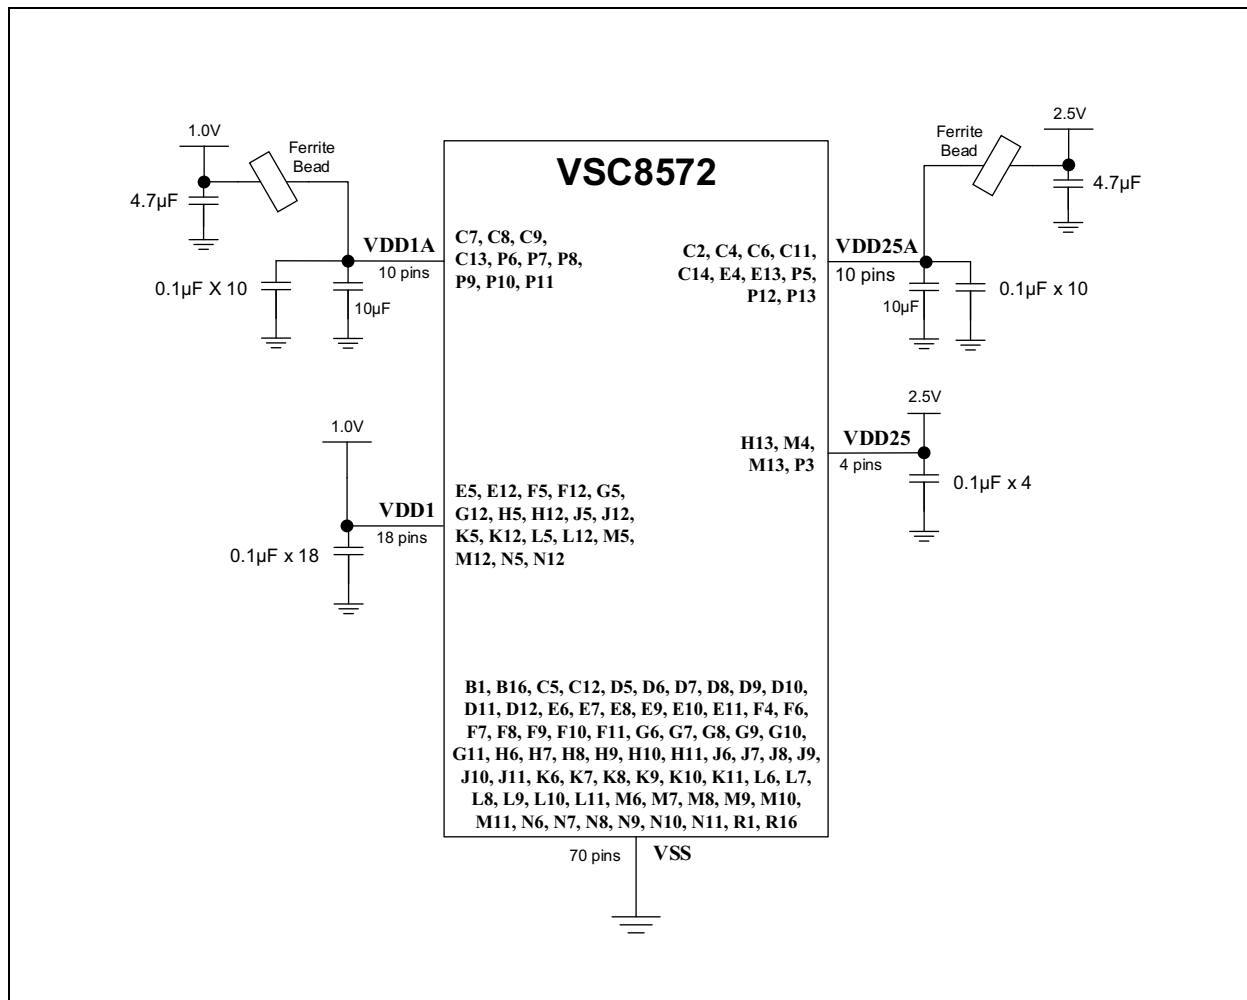 VSC8572
1.0V
Ferrite
Bead
4.7µF
VDD1A
10 pins
0.1µF X 10
10µF
C7, C8, C9,
C13, P6, P7, P8,
P9, P10, P11
2.5V
Ferrite
Bead
4.7µF
C2, C4, C6, C11,
C14, E4, E13, P5,
P12, P13
VDD25A
10 pins
10µF
0.1µF x 10
2.5V
H13, M4,
M13, P3
VDD25
4 pins
0.1µF x 4
1.0V
VDD1
18 pins
0.1µF x 18
E5, E12, F5, F12, G5,
G12, H5, H12, J5, J12,
K5, K12, L5, L12, M5,
M12, N5, N12
B1, B16, C5, C12, D5, D6, D7, D8, D9, D10,
D11, D12, E6, E7, E8, E9, E10, E11, F4, F6,
F7, F8, F9, F10, F11, G6, G7, G8, G9, G10,
G11, H6, H7, H8, H9, H10, H11, J6, J7, J8, J9,
J10, J11, K6, K7, K8, K9, K10, K11, L6, L7,
L8, L9, L10, L11, M6, M7, M8, M9, M10,
M11, N6, N7, N8, N9, N10, N11, R1, R16
70 pins
VSS